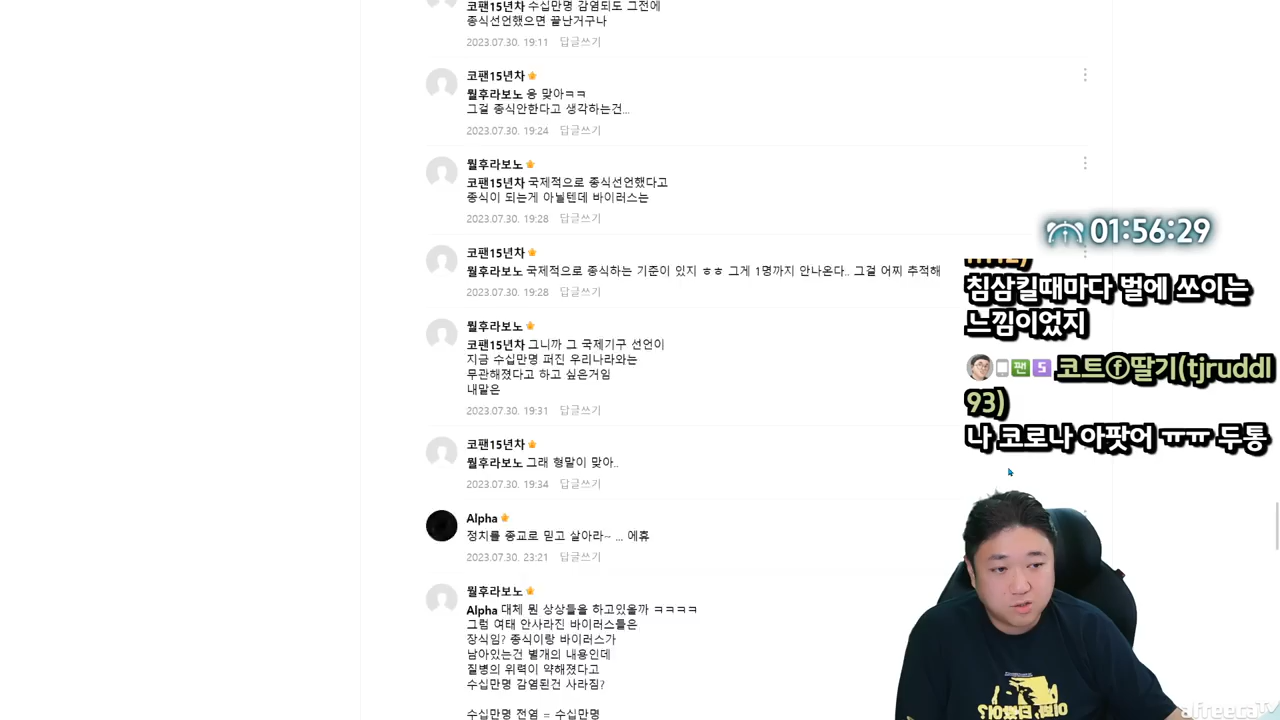 코팬15년차 수십만명 감염되도 그전에
종식선언했으면 끝난거구나
2023.07.30. 19:11 답글쓰기
코팬15년차
뭘후라보노 응 맞아ㅋㅋ
그걸 종식안한다고 생각하는건...
2023.07.30. 19:24 답글쓰기
뭘후라보노
코팬15년차 국제적으로 종식선언했다고
종식이 되는게 아닐텐데 바이러스는
2023.07.30. 19:28 답글쓰기
코팬15년차
뭘후라보노 국제적으로 종식하는 기준이 있지 ㅎㅎ 그게 1명까지 안나온다.. 그걸 어찌 추적해
2023.07.30. 19:28 답글쓰기
뭘후라보노
코팬15년차 그니까 그 국제기구 선언이
지금 수십만명 퍼진 우리나라와는
무관해졌다고 하고 싶은거임
내말은
2023.07.30. 19:31 답글쓰기
코팬15년차
뭘후라보노 그래 형말이 맞아..
2023.07.30. 19:34 답글쓰기
Alpha
정치를 종교로 믿고 살아라~ ... 에휴
2023.07.30. 23:21 답글쓰기
뭘후라보노
Alpha 대체 뭔 상상들을 하고있을까 ㅋㅋㅋㅋ
그럼 여태 안사라진 바이러스들은
장식임? 종식이랑 바이러스가
남아있는건 별개의 내용인데
질병의 위력이 약해졌다고
수십만명 감염된건 사라짐?
수십만명 전염 = 수십만명
01:56:29
침삼킬때마다 벌에 쏘이는
느낌이었지
팬 S 코트ⓕ딸기(tjruddl
93)
나 코로나 아팟어 ㅠㅠ 두통
afreecaTV